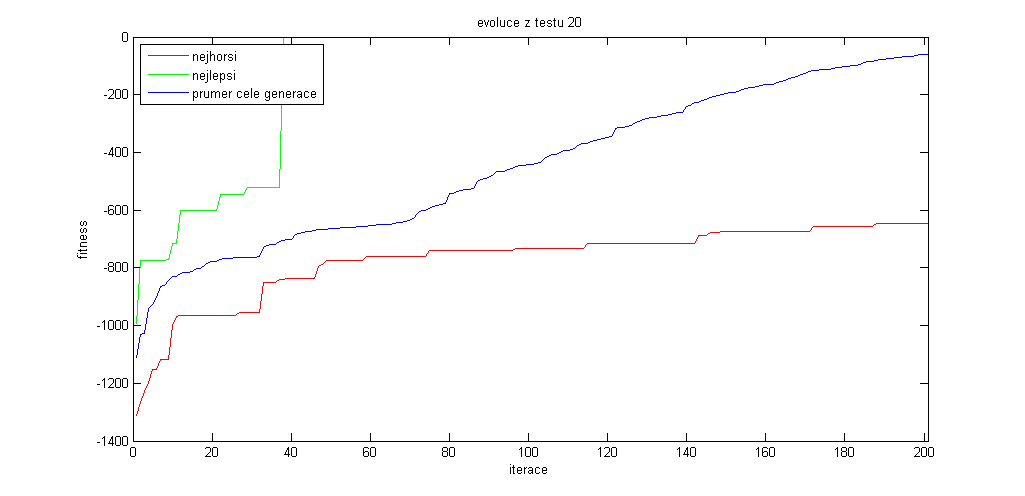 evoluce z testu 20
nejhorsi
nejlepsi
prumer cele generace
fitness
0
-200
-400
-600
-800
-1000
-1200
-1400
0 20 40 60 80 100 120 140 160 180 200
iterace